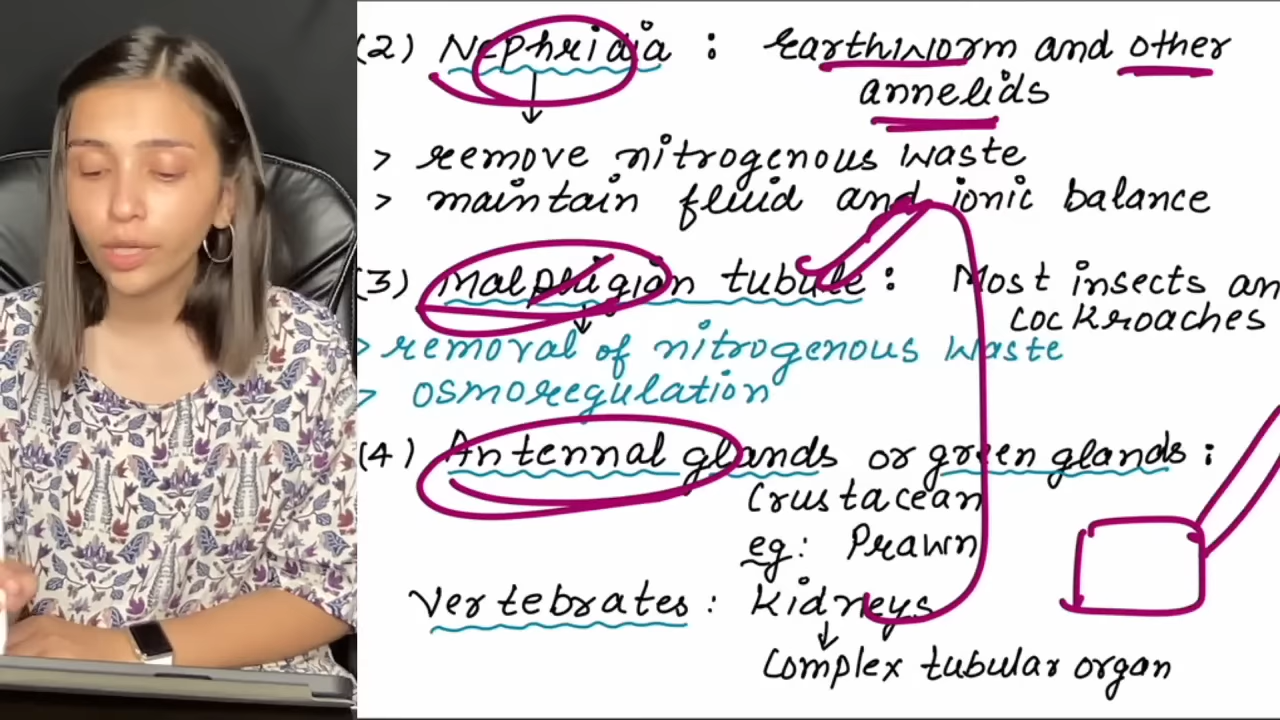 (2) Nephridia : earthworm and other
annelids
> remove nitrogenous waste
> maintain fluid and ionic balance
(3) Malphigian tubule : Most insects an
cockroaches
> removal of nitrogenous waste
> osmoregulation
(4) Antennal glands or green glands :
Crustacean
eg: Prawn
Vertebrates : Kidneys
Complex tubular organ